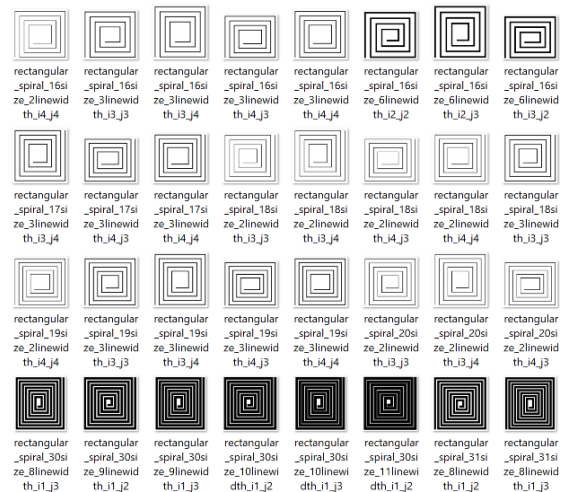 rectangular
_spiral_16si
ze_2linewid
th_i4_j4
rectangular
_spiral_16si
ze_3linewid
th_i3_j3
rectangular
_spiral_16si
ze_3linewid
th_i3_j4
rectangular
_spiral_16si
ze_3linewid
th_i4_j3
rectangular
_spiral_16si
ze_3linewid
th_i4_j4
rectangular
_spiral_16si
ze_6linewid
th_i2_j2
rectangular
_spiral_16si
ze_6linewid
th_i2_j3
rectangular
_spiral_16si
ze_6linewid
th_i3_j2
rectangular
_spiral_17si
ze_3linewid
th_i3_j4
rectangular
_spiral_17si
ze_3linewid
th_i4_j3
rectangular
_spiral_17si
ze_3linewid
th_i4_j4
rectangular
_spiral_18si
ze_2linewid
th_i3_j3
rectangular
_spiral_18si
ze_2linewid
th_i3_j4
rectangular
_spiral_18si
ze_2linewid
th_i4_j3
rectangular
_spiral_18si
ze_2linewid
th_i4_j4
rectangular
_spiral_18si
ze_3linewid
th_i3_j3
rectangular
_spiral_19si
ze_2linewid
th_i4_j4
rectangular
_spiral_19si
ze_3linewid
th_i3_j3
rectangular
_spiral_19si
ze_3linewid
th_i3_j4
rectangular
_spiral_19si
ze_3linewid
th_i4_j3
rectangular
_spiral_19si
ze_3linewid
th_i4_j4
rectangular
_spiral_20si
ze_2linewid
th_i3_j3
rectangular
_spiral_20si
ze_2linewid
th_i3_j4
rectangular
_spiral_20si
ze_2linewid
th_i4_j3
rectangular
_spiral_30si
ze_8linewid
th_i1_j3
rectangular
_spiral_30si
ze_9linewid
th_i1_j2
rectangular
_spiral_30si
ze_9linewid
th_i1_j3
rectangular
_spiral_30si
ze_10linewi
dth_i1_j2
rectangular
_spiral_30si
ze_10linewi
dth_i1_j3
rectangular
_spiral_30si
ze_11linewi
dth_i1_j2
rectangular
_spiral_31si
ze_8linewid
th_i1_j2
rectangular
_spiral_31si
ze_8linewid
th_i1_j3